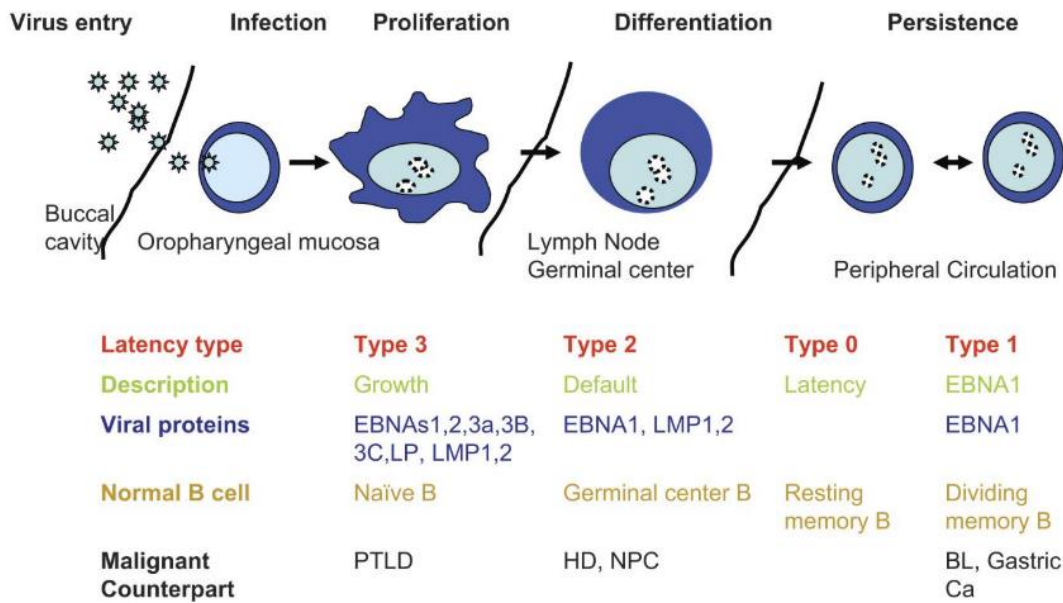 Virus entry Infection Proliferation Differentiation Persistence
Buccal
cavity
Oropharyngeal mucosa
Lymph Node
Germinal center
Peripheral Circulation
Latency type Type 3 Type 2 Type 0 Type 1
Description Growth Default Latency EBNA1
Viral proteins EBNAs1,2,3a,3B, EBNA1, LMP1,2 EBNA1
3C,LP, LMP1,2
Normal B cell Naïve B Germinal center B Resting Dividing
memory B memory B
Malignant PTLD HD, NPC BL, Gastric
Counterpart Ca